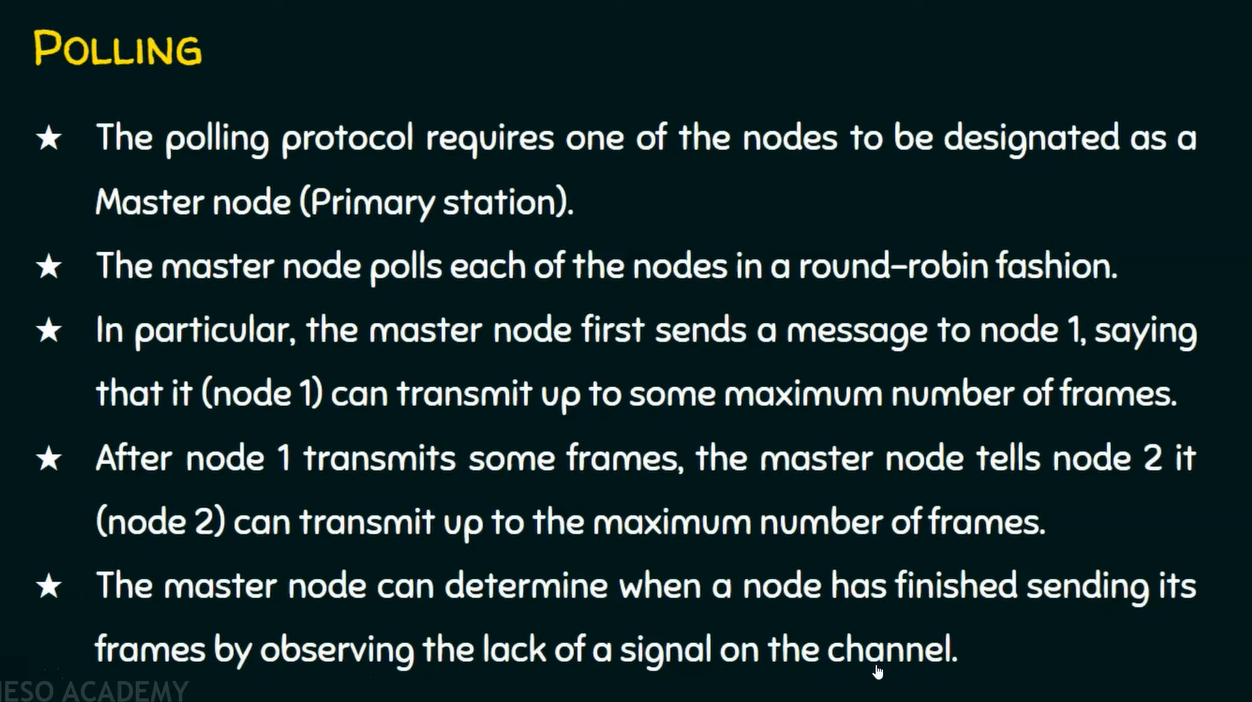 POLLING
★ The polling protocol requires one of the nodes to be designated as a
Master node (Primary station).
★ The master node polls each of the nodes in a round-robin fashion.
★ In particular, the master node first sends a message to node 1, saying
that it (node 1) can transmit up to some maximum number of frames.
★ After node 1 transmits some frames, the master node tells node 2 it
(node 2) can transmit up to the maximum number of frames.
★ The master node can determine when a node has finished sending its
frames by observing the lack of a signal on the channel.
ESO ACADEMY